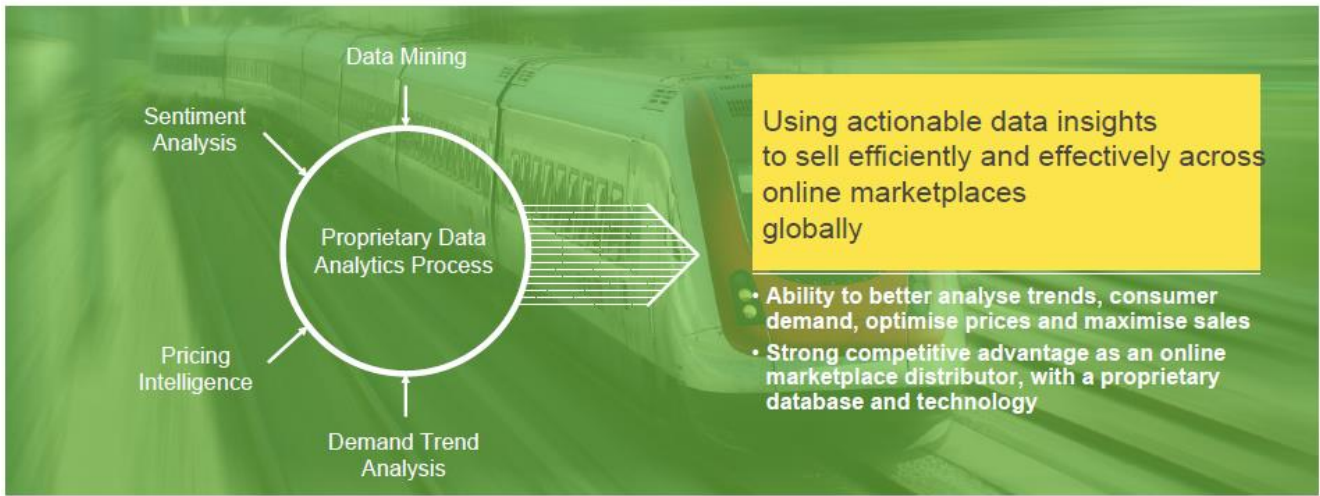 Data Mining
Sentiment
Analysis
Proprietary Data
Analytics Process
Pricing
Intelligence
Demand Trend
Analysis
Using actionable data insights
to sell efficiently and effectively across
online marketplaces
globally
• Ability to better analyse trends, consumer
demand, optimise prices and maximise sales
• Strong competitive advantage as an online
marketplace distributor, with a proprietary
database and technology